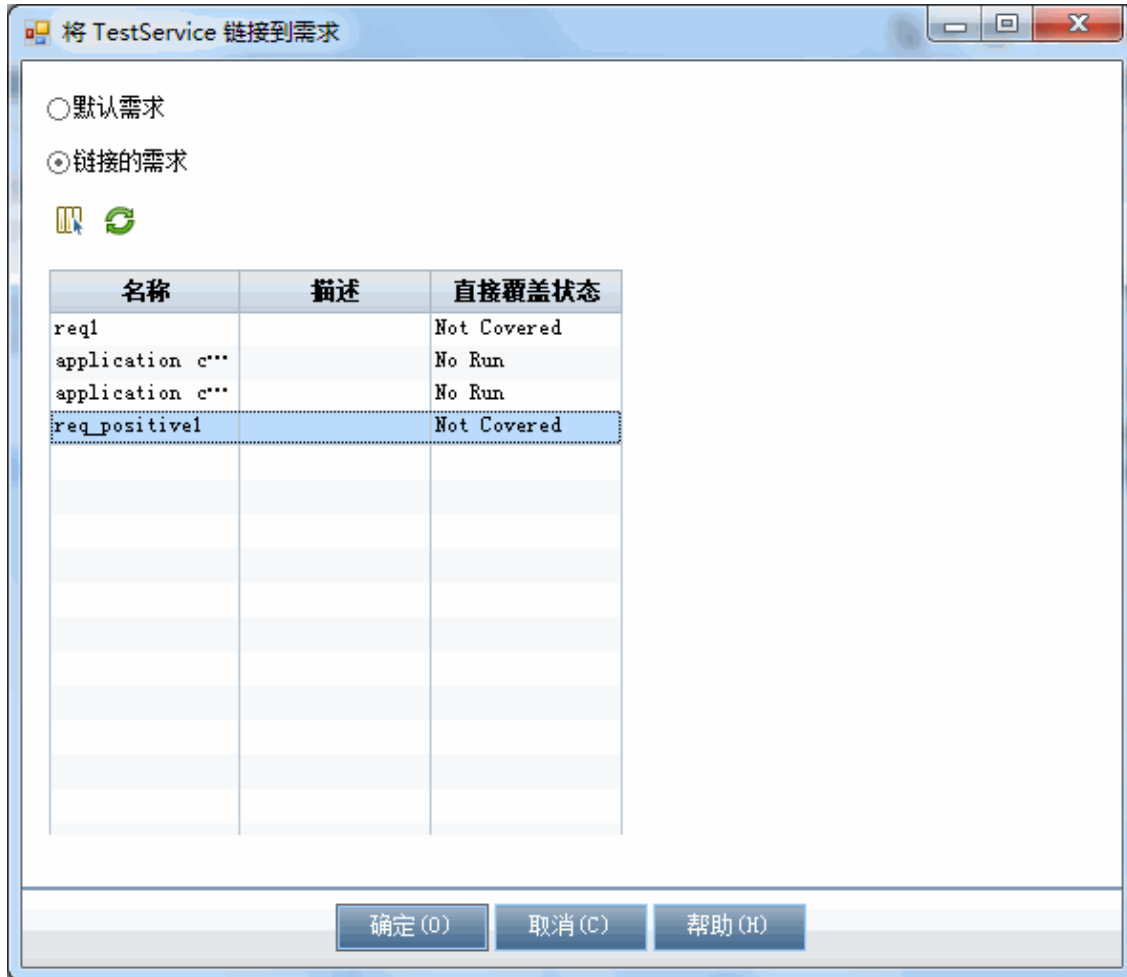 将 TestService 链接到需求
默认需求
链接的需求
名称 描述 直接覆盖状态
req1 Not Covered
application c… No Run
application c… No Run
req_positive1 Not Covered
确定(O) 取消(C) 帮助(H)